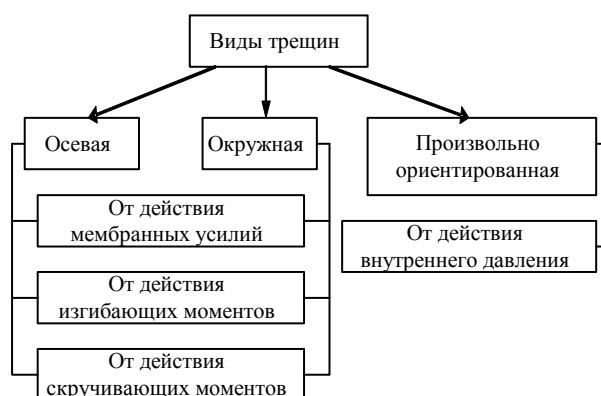 Виды трещин
Осевая
Окружная
Произвольно
ориентированная
От действия
мембранных усилий
От действия
внутреннего давления
От действия
изгибающих моментов
От действия
скручивающих моментов